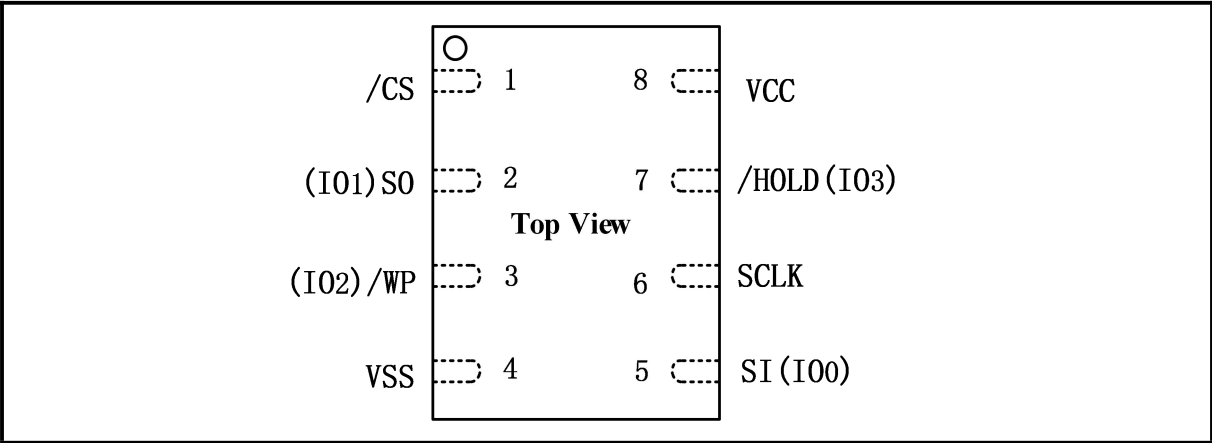 /CS 1 8 VCC
(IO1)SO 2 7 /HOLD(IO3)
Top View
(IO2)/WP 3 6 SCLK
VSS 4 5 SI(IO0)